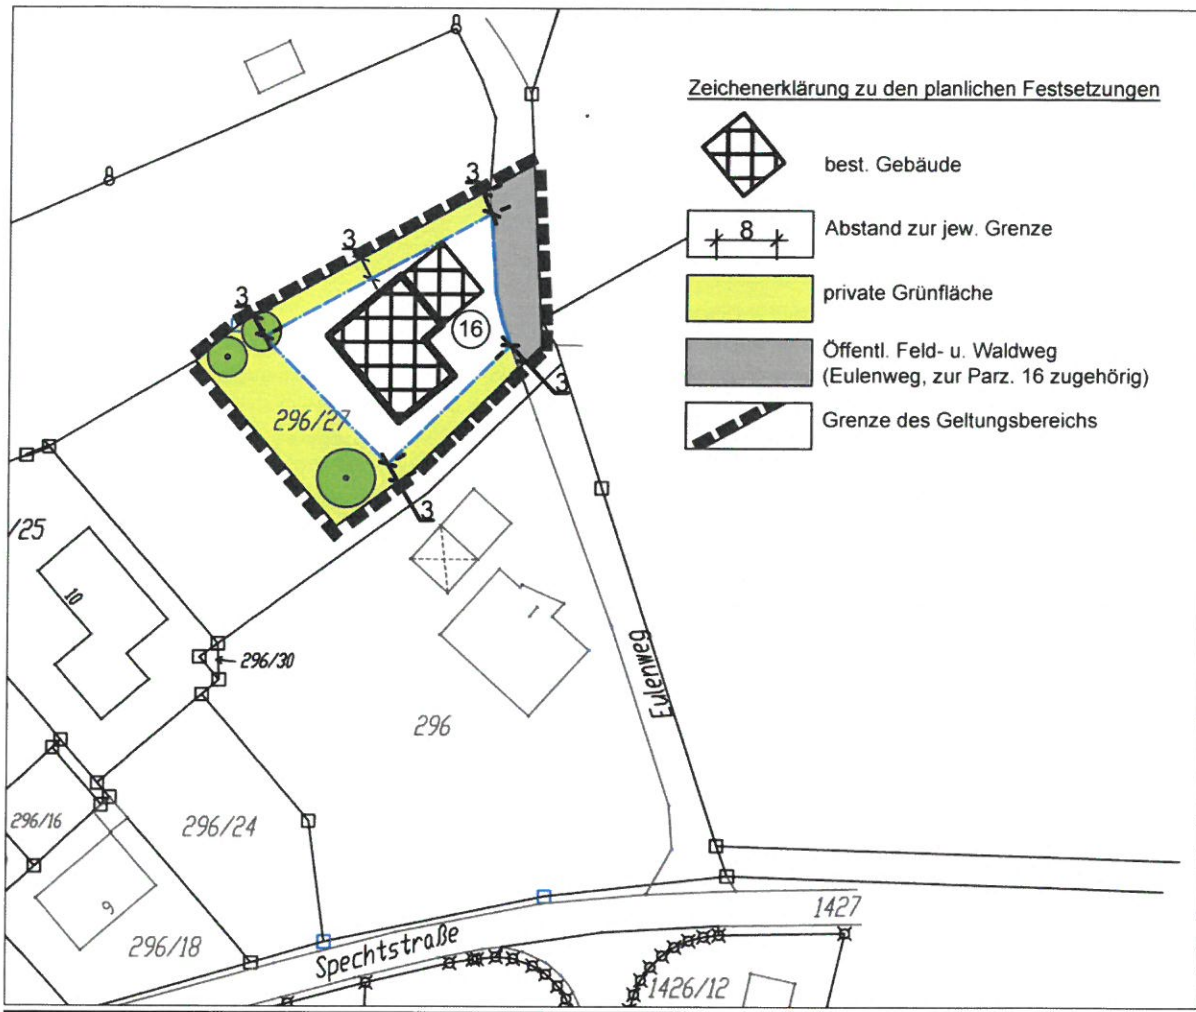 Zeichenerklärung zu den planlichen Festsetzungen
best. Gebäude
8
Abstand zur jew. Grenze
private Grünfläche
Öffentl. Feld- u. Waldweg
(Eulenweg, zur Parz. 16 zugehörig)
Grenze des Geltungsbereichs
3
3
3
16
3
296/27
3
/25
10
1
296/30
Eulenweg
296
296/16
296/24
9
296/18
Spechtstraße
1427
1426/12